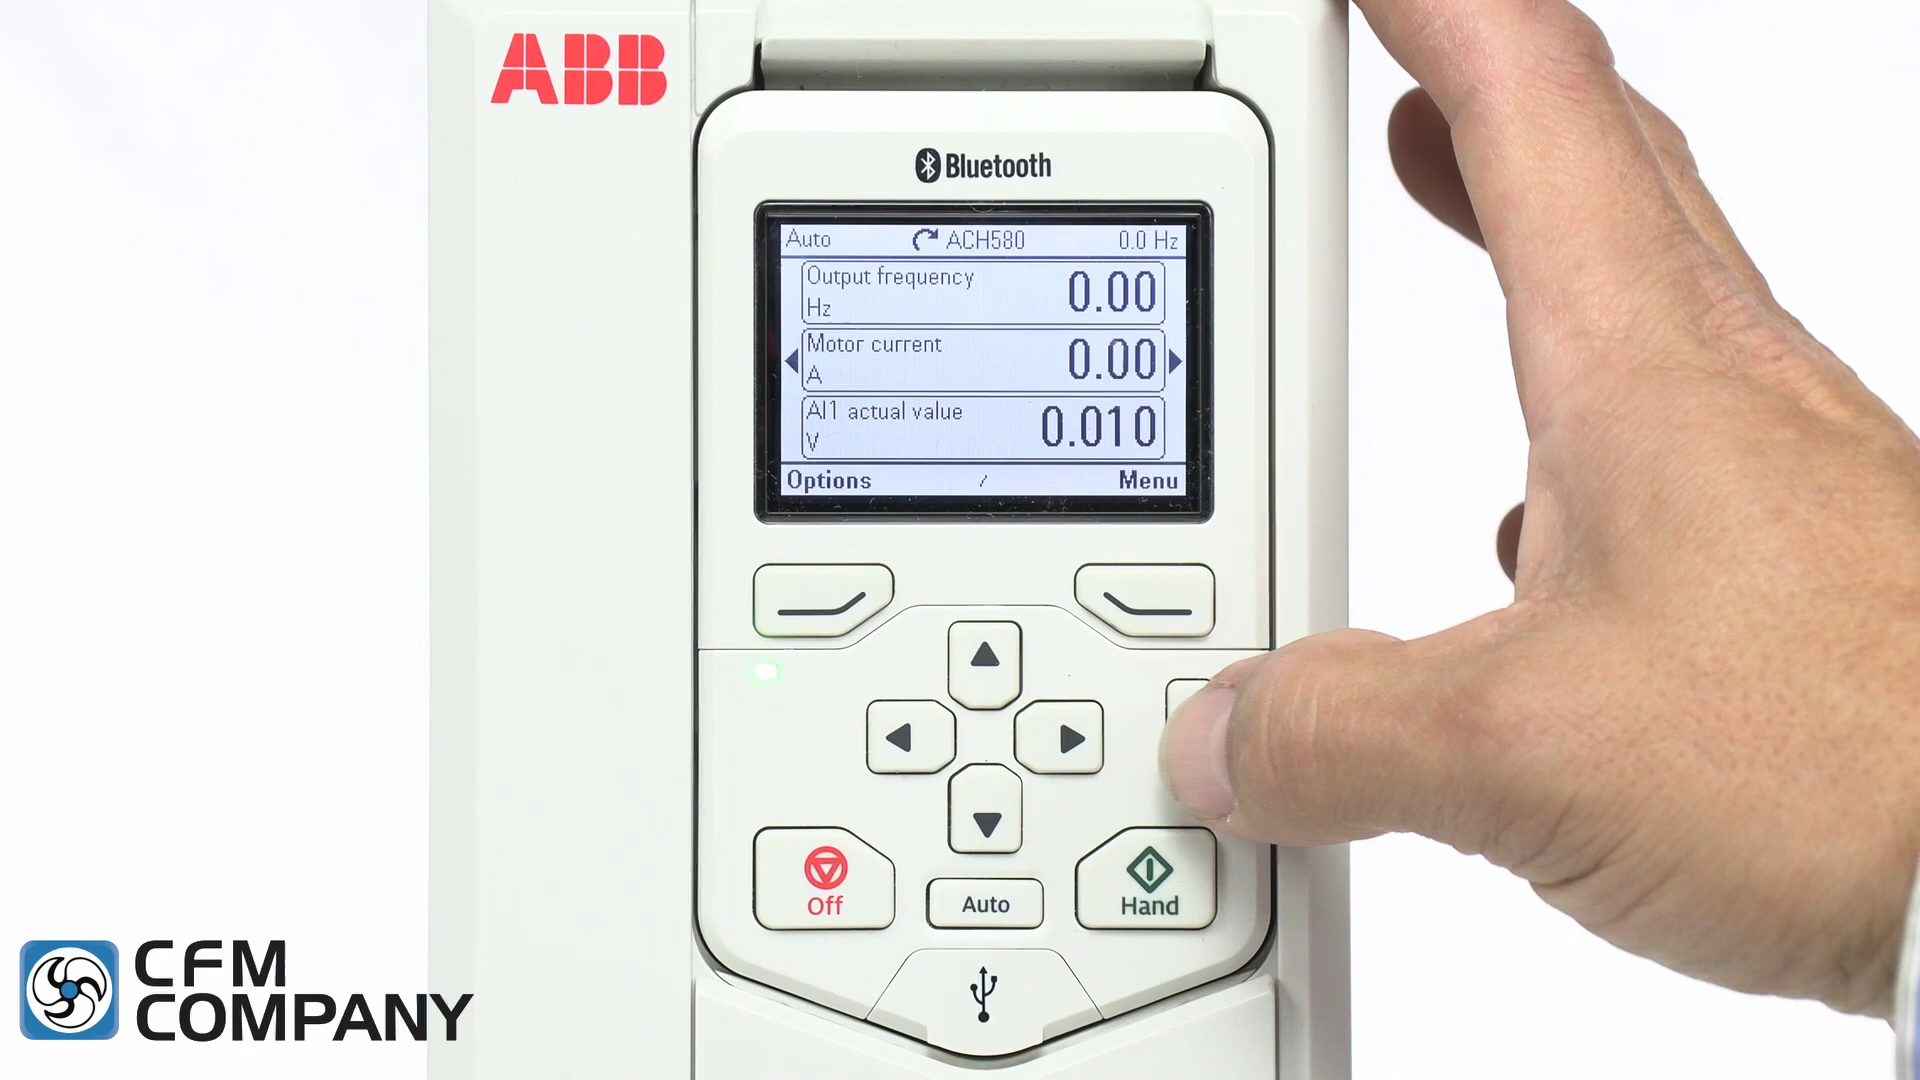 ABB
Bluetooth
Auto ACH580 0.0 Hz
Output frequency 0.00
Hz
Motor current 0.00
A
AI1 actual value 0.010
V
Options Menu
Off
Auto
Hand
CFM
COMPANY